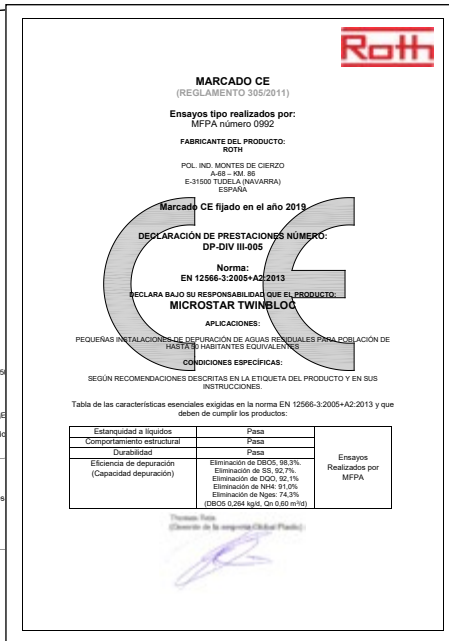 Roth
MARCADO CE
(REGLAMENTO 305/2011)
Ensayos tipo realizados por:
MFPA número 0992
FABRICANTE DEL PRODUCTO:
ROTH
POL. IND. MONTES DE CIERZO
A-68 – KM. 86
E-31500 TUDELA (NAVARRA)
ESPAÑA
Marcado CE fijado en el año 2019
DECLARACIÓN DE PRESTACIONES NÚMERO:
DP-DIV III-005
Norma:
EN 12566-3:2005+A2:2013
DECLARA BAJO SU RESPONSABILIDAD QUE EL PRODUCTO:
MICROSTAR TWINBLOC
APLICACIONES:
PEQUEÑAS INSTALACIONES DE DEPURACIÓN DE AGUAS RESIDUALES PARA POBLACIÓN DE
HASTA 50 HABITANTES EQUIVALENTES
CONDICIONES ESPECÍFICAS:
SEGÚN RECOMENDACIONES DESCRITAS EN LA ETIQUETA DEL PRODUCTO Y EN SUS
INSTRUCCIONES.
Tabla de las características esenciales exigidas en la norma EN 12566-3:2005+A2:2013 y que
deben de cumplir los productos:
Estanquidad a líquidos Pasa
Comportamiento estructural Pasa
Durabilidad Pasa
Eficiencia de depuración
(Capacidad depuración)
Eliminación de DBO5, 98,3%.
Eliminación de SS, 92,7%.
Eliminación de DQO, 92,1%
Eliminación de NH4: 91,0%
Eliminación de Nges: 74,3%
(DBO5 0,264 kg/d, Qn 0,60 m³/d)
Ensayos
Realizados por
MFPA